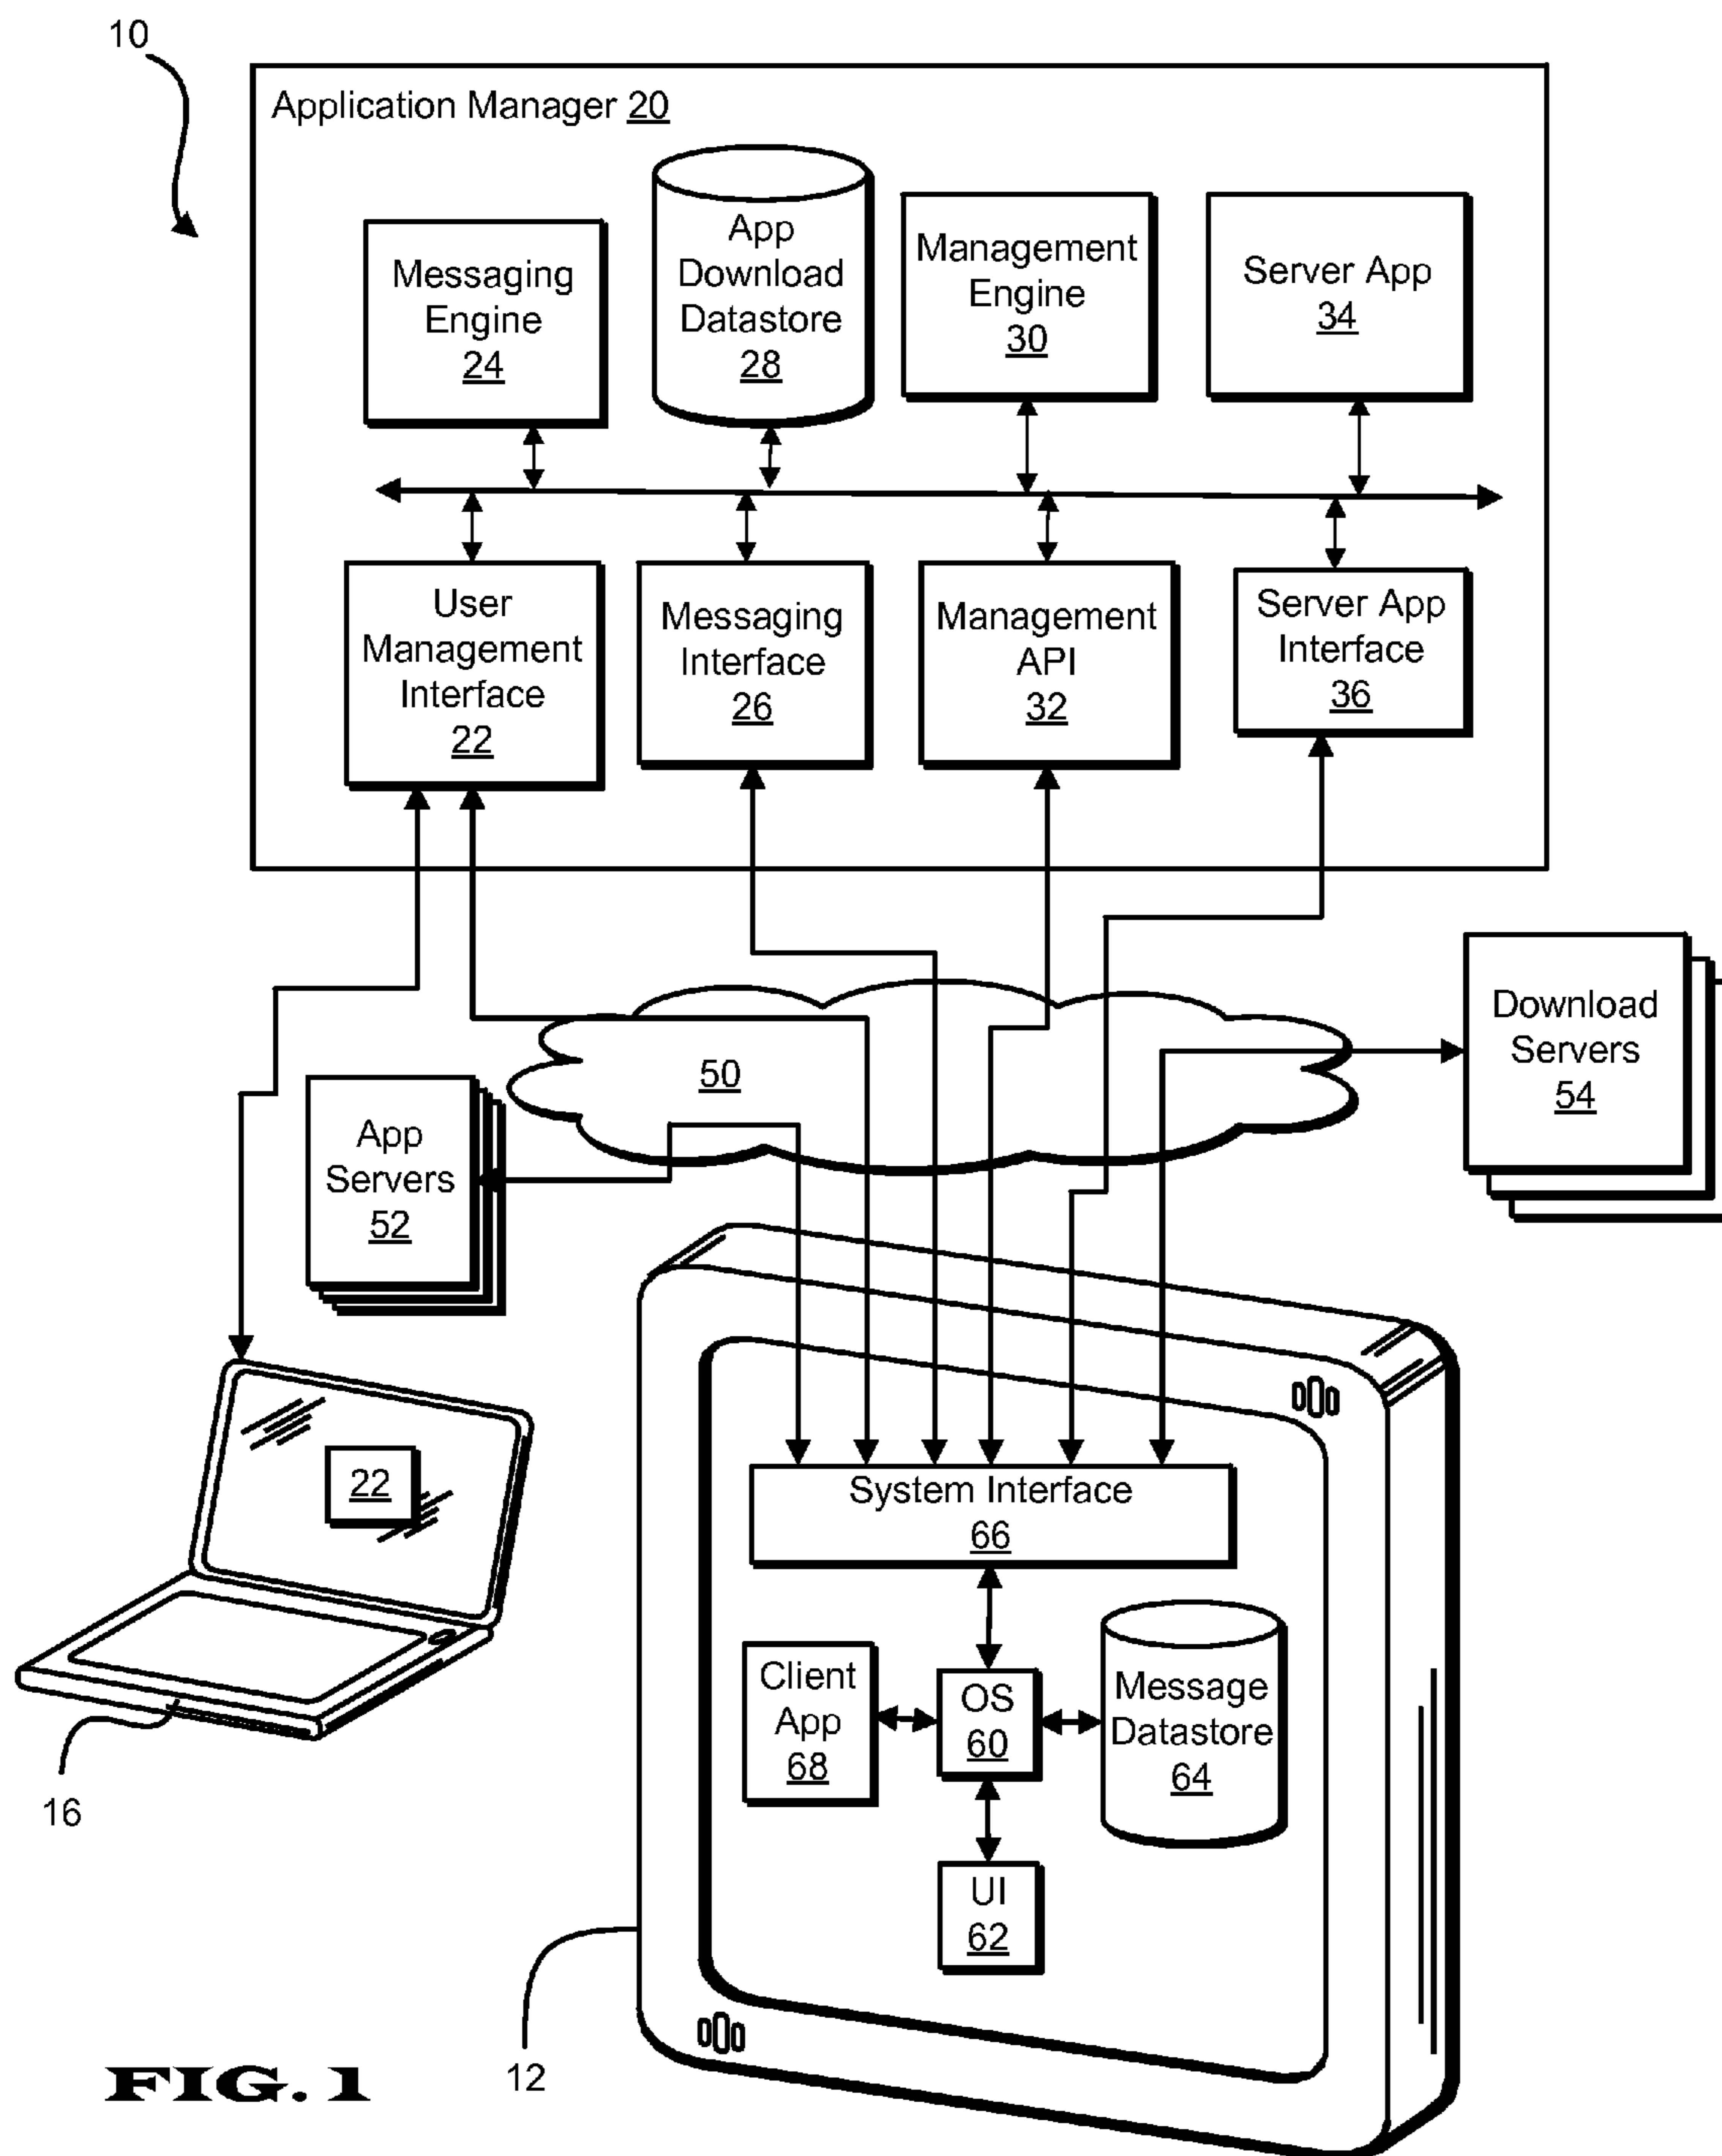 10
Application Manager 20
Messaging
Engine
24
App
Download
Datastore
28
Management
Engine
30
Server App
34
User
Management
Interface
22
Messaging
Interface
26
Management
API
32
Server App
Interface
36
50
Download
Servers
54
App
Servers
52
22
16
System Interface
66
Client
App
68
OS
60
Message
Datastore
64
UI
62
12
FIG. 1